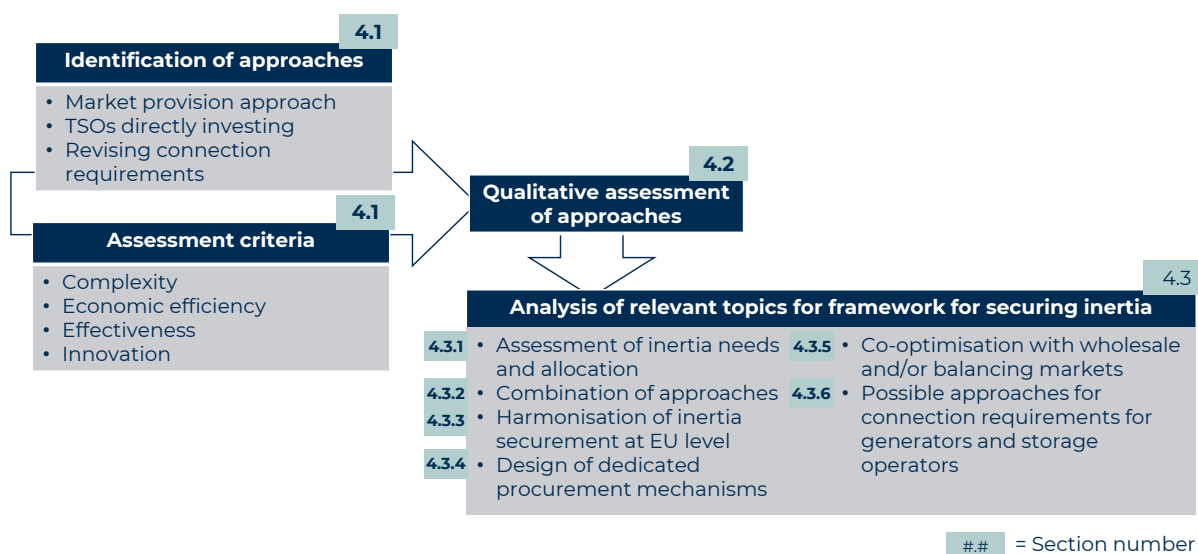 4.1
Identification of approaches
• Market provision approach
• TSOs directly investing
• Revising connection
requirements
4.1
Assessment criteria
• Complexity
• Economic efficiency
• Effectiveness
• Innovation
4.2
Qualitative assessment
of approaches
4.3
Analysis of relevant topics for framework for securing inertia
4.3.1 • Assessment of inertia needs
and allocation
4.3.2 • Combination of approaches
4.3.3 • Harmonisation of inertia
securement at EU level
4.3.4 • Design of dedicated
procurement mechanisms
4.3.5 • Co-optimisation with wholesale
and/or balancing markets
4.3.6 • Possible approaches for
connection requirements for
generators and storage
operators
#.# = Section number